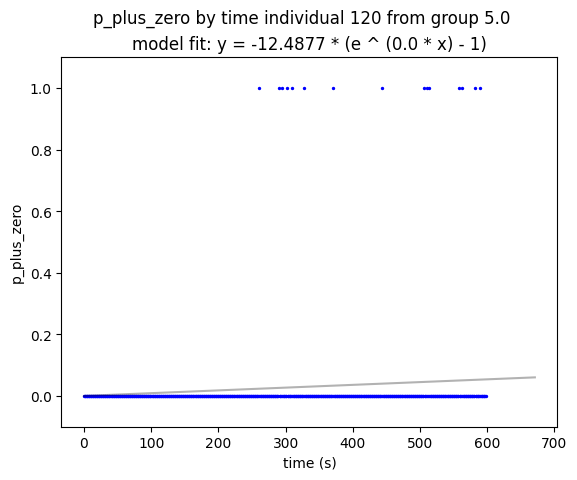 p_plus_zero by time individual 120 from group 5.0
model fit: y = -12.4877 * (e ^ (0.0 * x) - 1)
1.0
0.8
0.6
0.4
0.2
0.0
p_plus_zero
0 100 200 300 400 500 600 700
time (s)